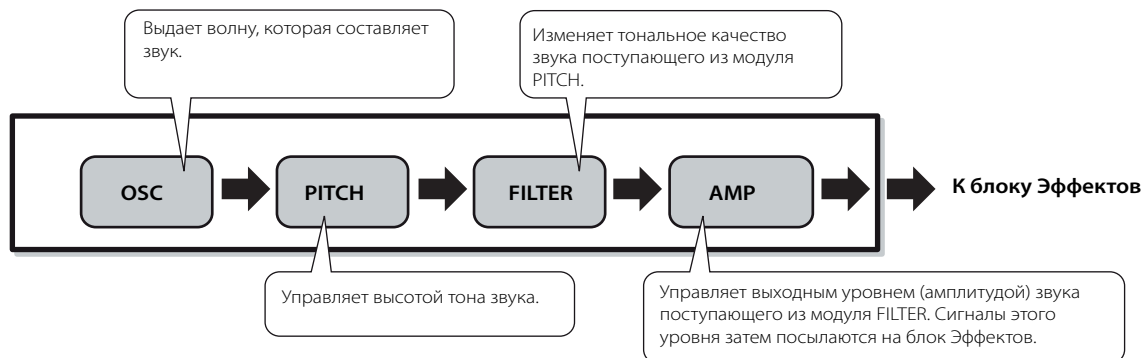 Выдает волну, которая составляет
звук.
Изменяет тональное качество
звука поступающего из модуля
PITCH.
OSC
PITCH
FILTER
AMP
К блоку Эффектов
Управляет высотой тона звука.
Управляет выходным уровнем (амплитудой) звука
поступающего из модуля FILTER. Сигналы этого
уровня затем посылаются на блок Эффектов.